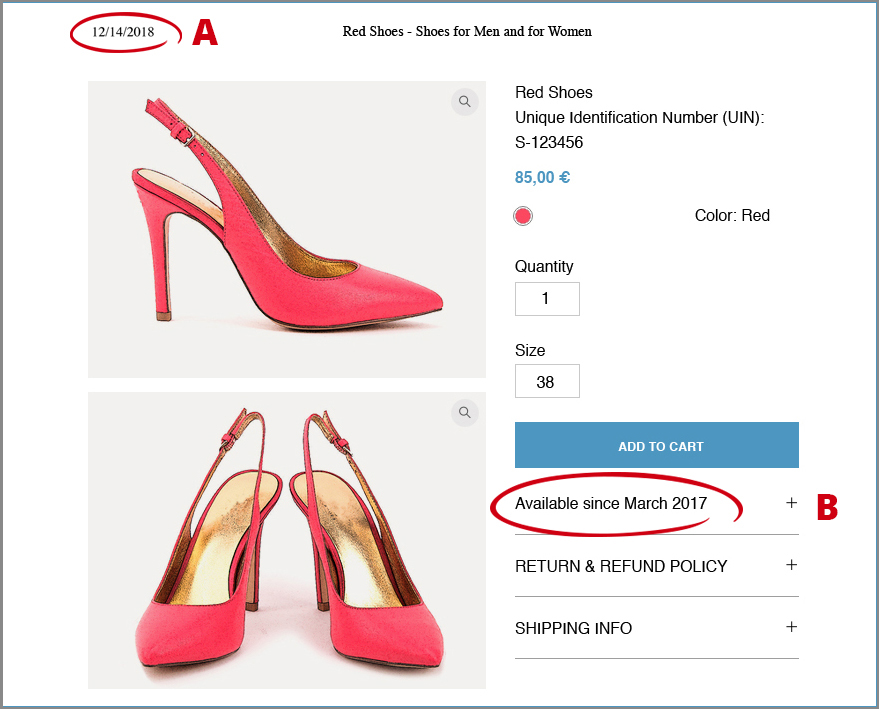 12/14/2018 A
Red Shoes - Shoes for Men and for Women
Red Shoes
Unique Identification Number (UIN):
S-123456
85,00 €
Color: Red
Quantity
1
Size
38
ADD TO CART
Available since March 2017 + B
RETURN & REFUND POLICY +
SHIPPING INFO +